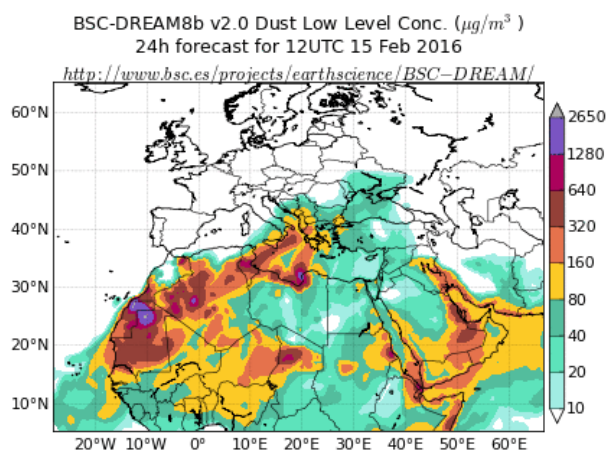 BSC-DREAM8b v2.0 Dust Low Level Conc. (μg/m³ )
24h forecast for 12UTC 15 Feb 2016
http://www.bsc.es/projects/earthscience/BSC−DREAM/
60°N
50°N
40°N
30°N
20°N
10°N
20°W 10°W 0° 10°E 20°E 30°E 40°E 50°E 60°E
2650
1280
640
320
160
80
40
20
10